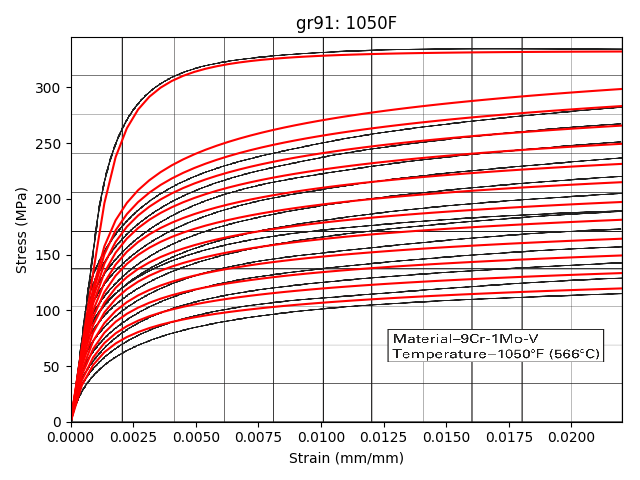 gr91: 1050F
Stress (MPa)
300
250
200
150
100
50
0
Material–9Cr-1Mo-V
Temperature–1050°F (566°C)
0.0000 0.0025 0.0050 0.0075 0.0100 0.0125 0.0150 0.0175 0.0200
Strain (mm/mm)